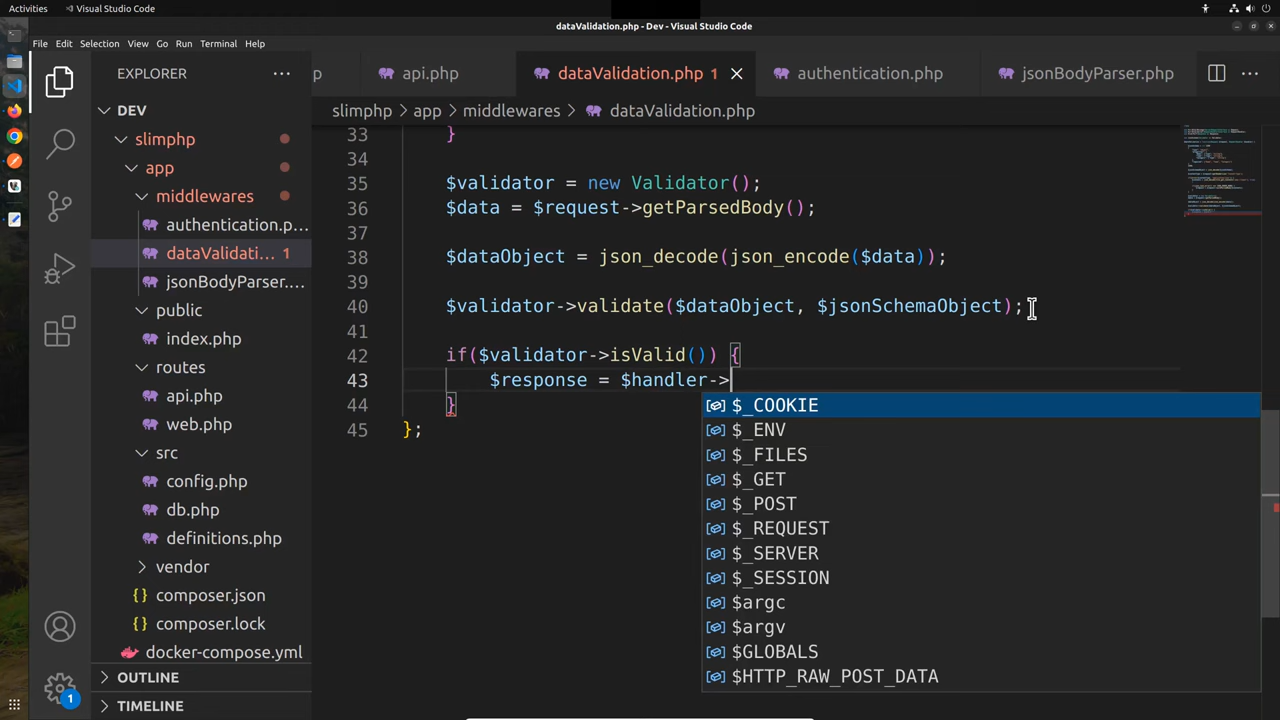 Activities
Visual Studio Code
dataValidation.php - Dev - Visual Studio Code
File Edit Selection View Go Run Terminal Help
EXPLORER
DEV
slimphp
app
middlewares
authentication.p...
dataValidati... 1
jsonBodyParser....
public
index.php
routes
api.php
web.php
src
config.php
db.php
definitions.php
vendor
composer.json
composer.lock
docker-compose.yml
OUTLINE
TIMELINE
1
p
api.php
dataValidation.php 1
authentication.php
jsonBodyParser.php
slimphp > app > middlewares > dataValidation.php
33 }
34
35 $validator = new Validator();
36 $data = $request->getParsedBody();
37
38 $dataObject = json_decode(json_encode($data));
39
40 $validator->validate($dataObject, $jsonSchemaObject);
41
42 if($validator->isValid()) {
43 $response = $handler->
44 }
45 };
$_COOKIE
$_ENV
$_FILES
$_GET
$_POST
$_REQUEST
$_SERVER
$_SESSION
$argc
$argv
$GLOBALS
$HTTP_RAW_POST_DATA